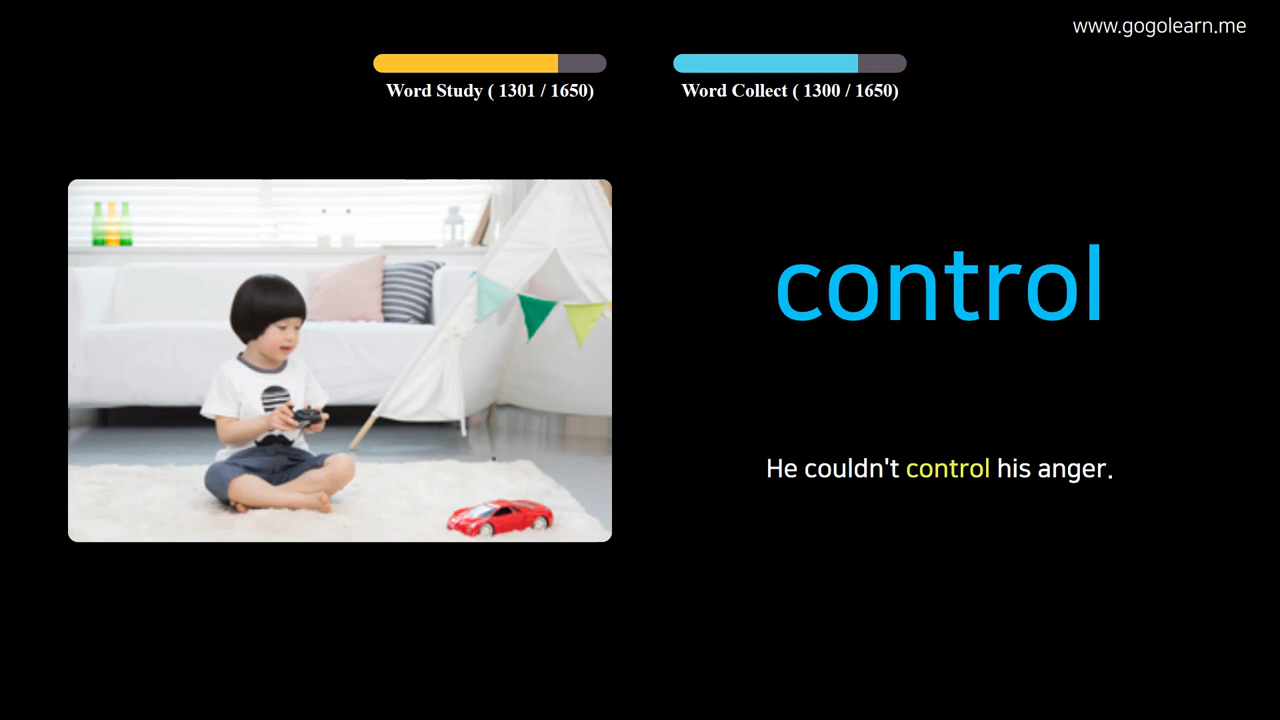 www.gogolearn.me
Word Study ( 1301 / 1650)
Word Collect ( 1300 / 1650)
control
He couldn't control his anger.